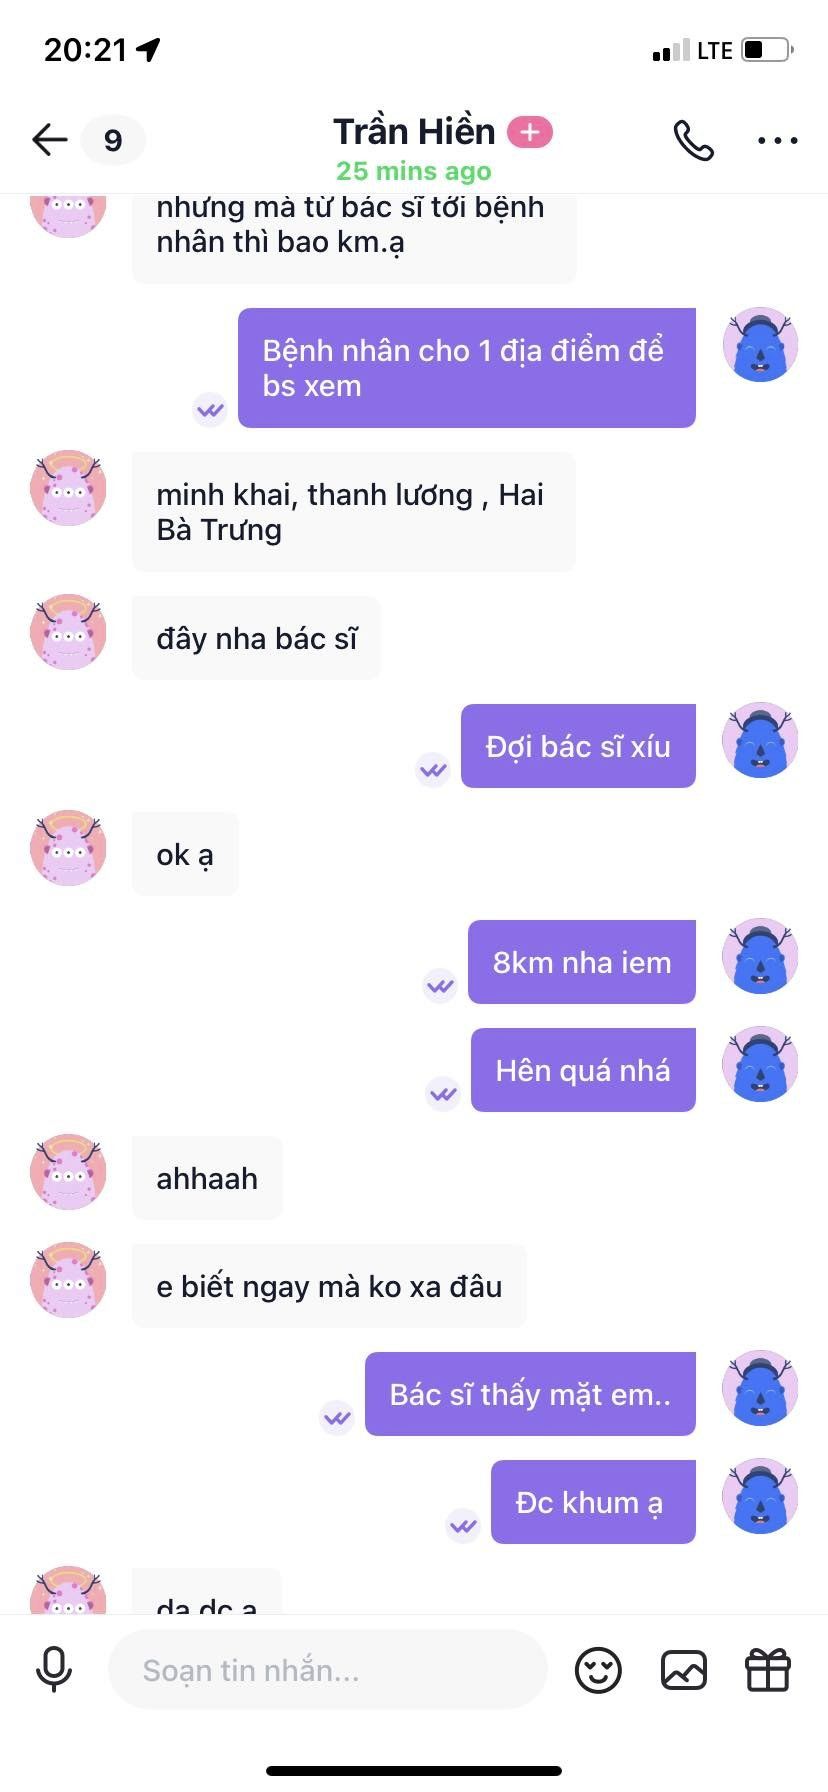 20:21
LTE
9
Trần Hiền
25 mins ago
nhưng mà từ bác sĩ tới bệnh
nhân thì bao km.ạ
Bệnh nhân cho 1 địa điểm để
bs xem
minh khai, thanh lương , Hai
Bà Trưng
đây nha bác sĩ
Đợi bác sĩ xíu
ok ạ
8km nha iem
Hên quá nhá
ahhaah
e biết ngay mà ko xa đâu
Bác sĩ thấy mặt em..
Đc khum ạ
dạ dc ạ
Soạn tin nhắn...